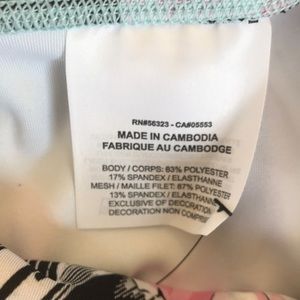 RN#56323 - CA#05553
MADE IN CAMBODIA
FABRIQUE AU CAMBODGE
BODY / CORPS: 83% POLYESTER
17% SPANDEX / ELASTHANNE
MESH / MAILLE FILET: 87% POLYESTER
13% SPANDEX / ELASTHANNE
EXCLUSIVE OF DECORATION
DECORATION NON COMPRISE